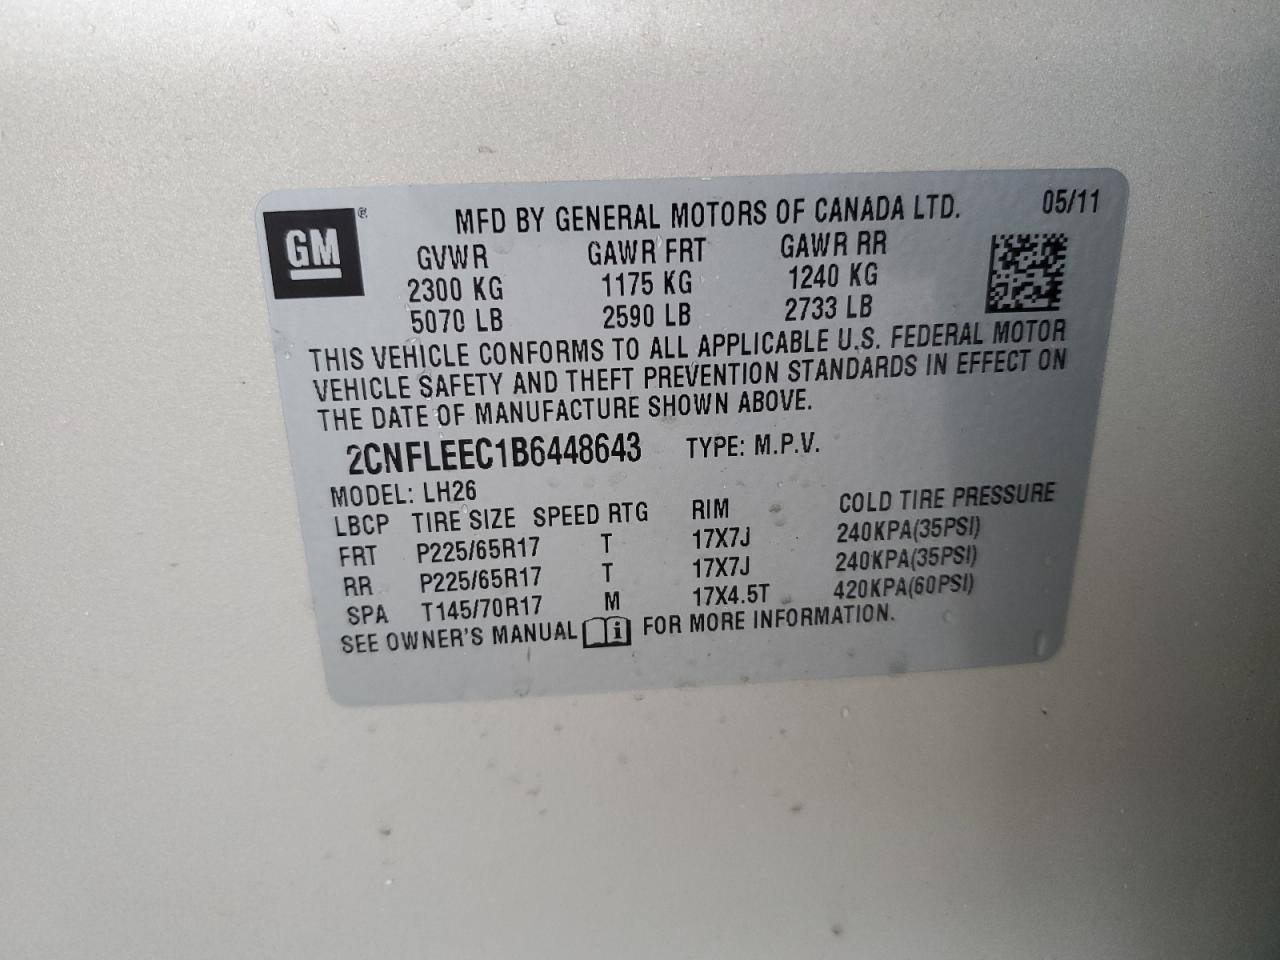 GM ® MFD BY GENERAL MOTORS OF CANADA LTD. 05/11
GVWR GAWR FRT GAWR RR
2300 KG 1175 KG 1240 KG
5070 LB 2590 LB 2733 LB
THIS VEHICLE CONFORMS TO ALL APPLICABLE U.S. FEDERAL MOTOR
VEHICLE SAFETY AND THEFT PREVENTION STANDARDS IN EFFECT ON
THE DATE OF MANUFACTURE SHOWN ABOVE.
2CNFLEEC1B6448643 TYPE: M.P.V.
MODEL: LH26
LBCP TIRE SIZE SPEED RTG RIM COLD TIRE PRESSURE
FRT P225/65R17 T 17X7J 240KPA(35PSI)
RR P225/65R17 T 17X7J 240KPA(35PSI)
SPA T145/70R17 M 17X4.5T 420KPA(60PSI)
SEE OWNER'S MANUAL i FOR MORE INFORMATION.